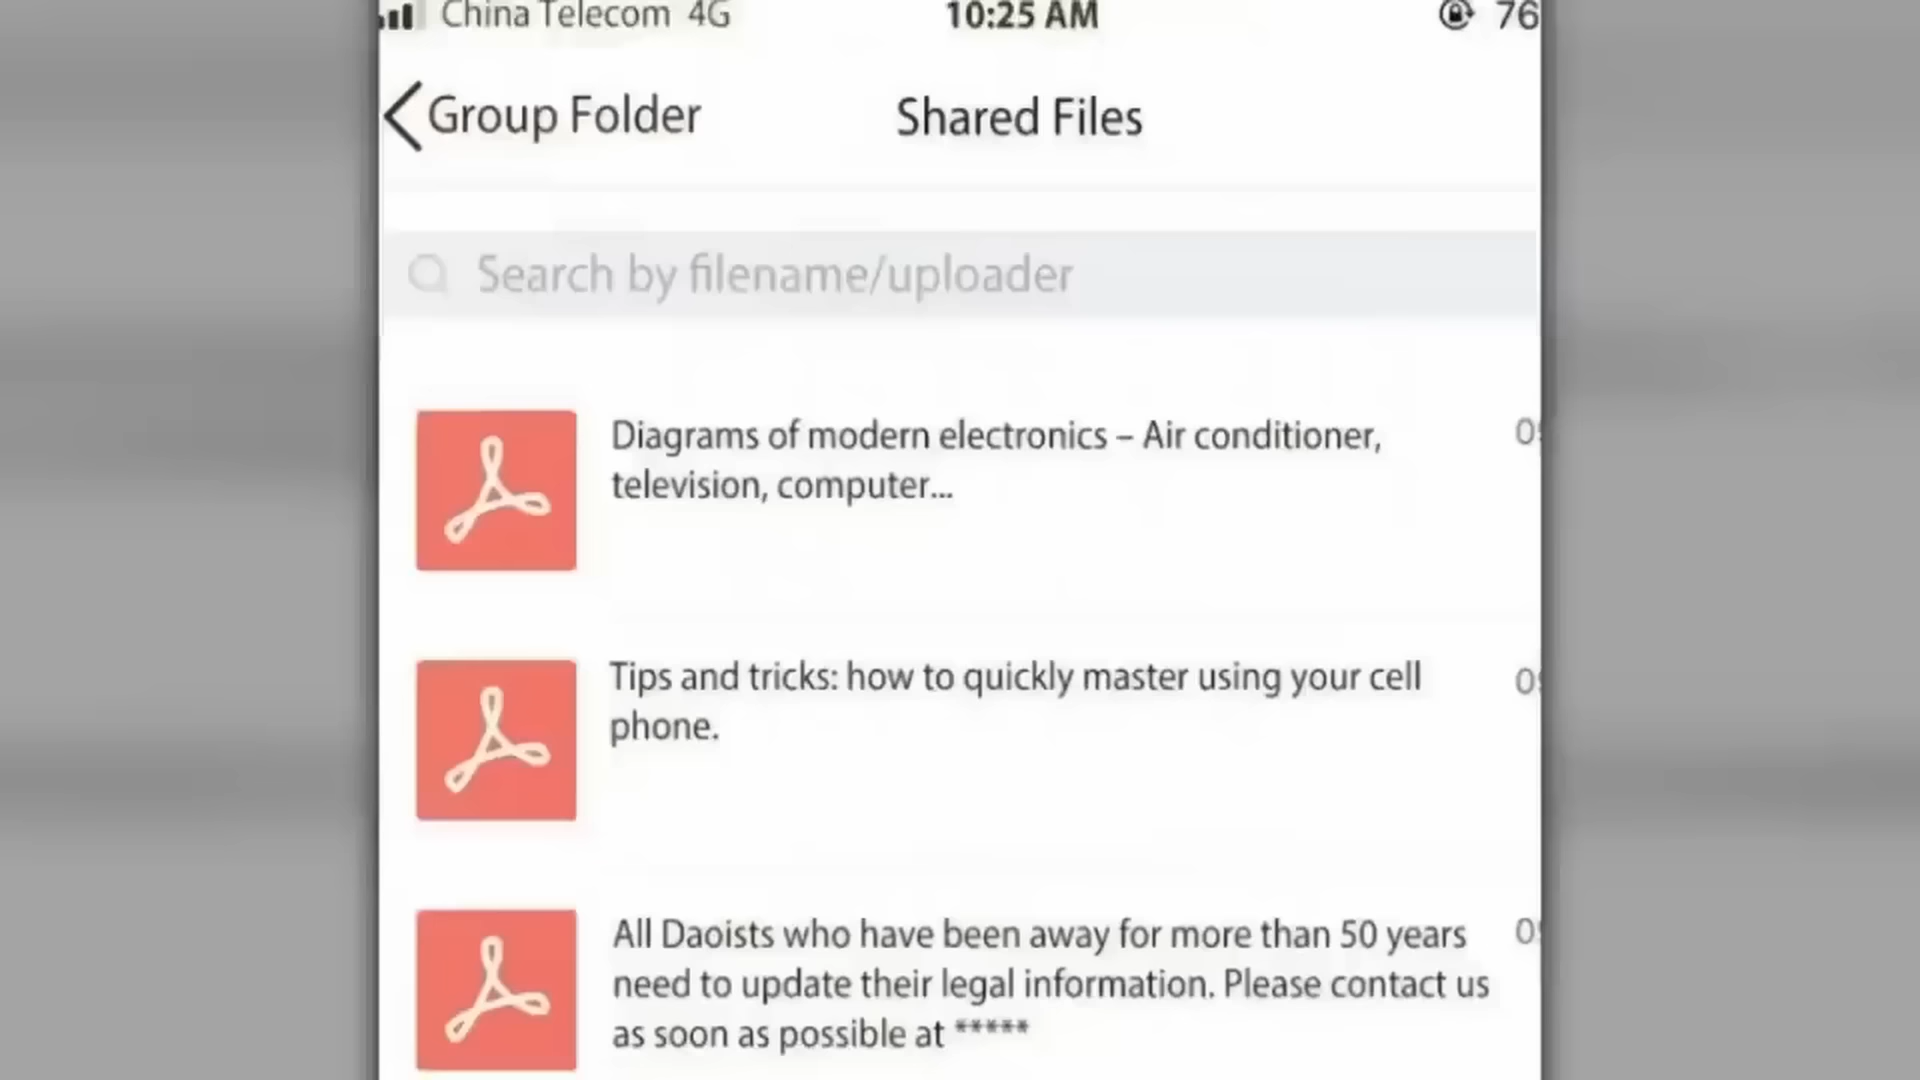 China Telecom 4G 10:25 AM 76
Group Folder Shared Files
Search by filename/uploader
Diagrams of modern electronics – Air conditioner,
television, computer...
Tips and tricks: how to quickly master using your cell
phone.
All Daoists who have been away for more than 50 years
need to update their legal information. Please contact us
as soon as possible at *****